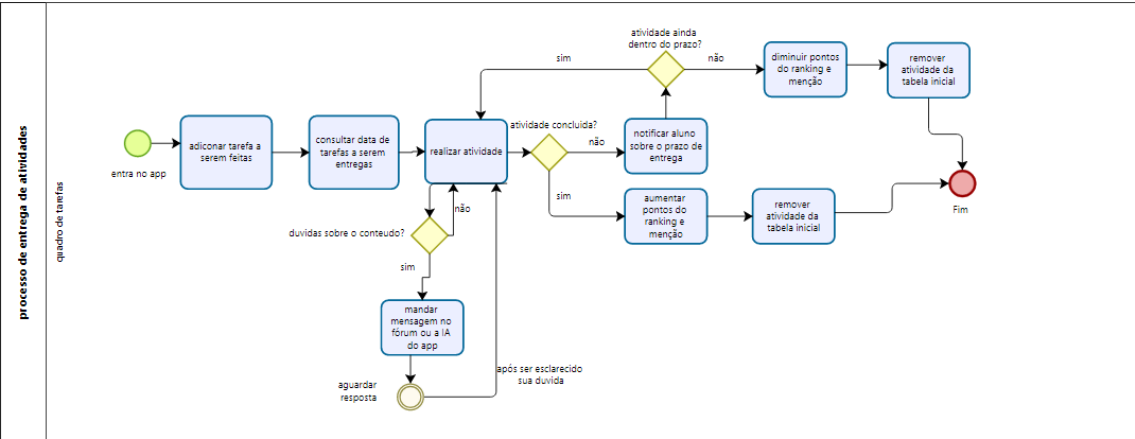 processo de entrega de atividades
quadro de tarefas
entra no app
adiconar tarefa a
serem feitas
consultar data de
tarefas a serem
entregas
realizar atividade
não
duvidas sobre o conteudo?
sim
mandar
mensagem no
fórum ou a IA
do app
aguardar
resposta
após ser esclarecido
sua duvida
atividade concluida?
não
sim
notificar aluno
sobre o prazo de
entrega
atividade ainda
dentro do prazo?
sim
não
diminuir pontos
do ranking e
menção
remover
atividade da
tabela inicial
aumentar
pontos do
ranking e
menção
remover
atividade da
tabela inicial
Fim